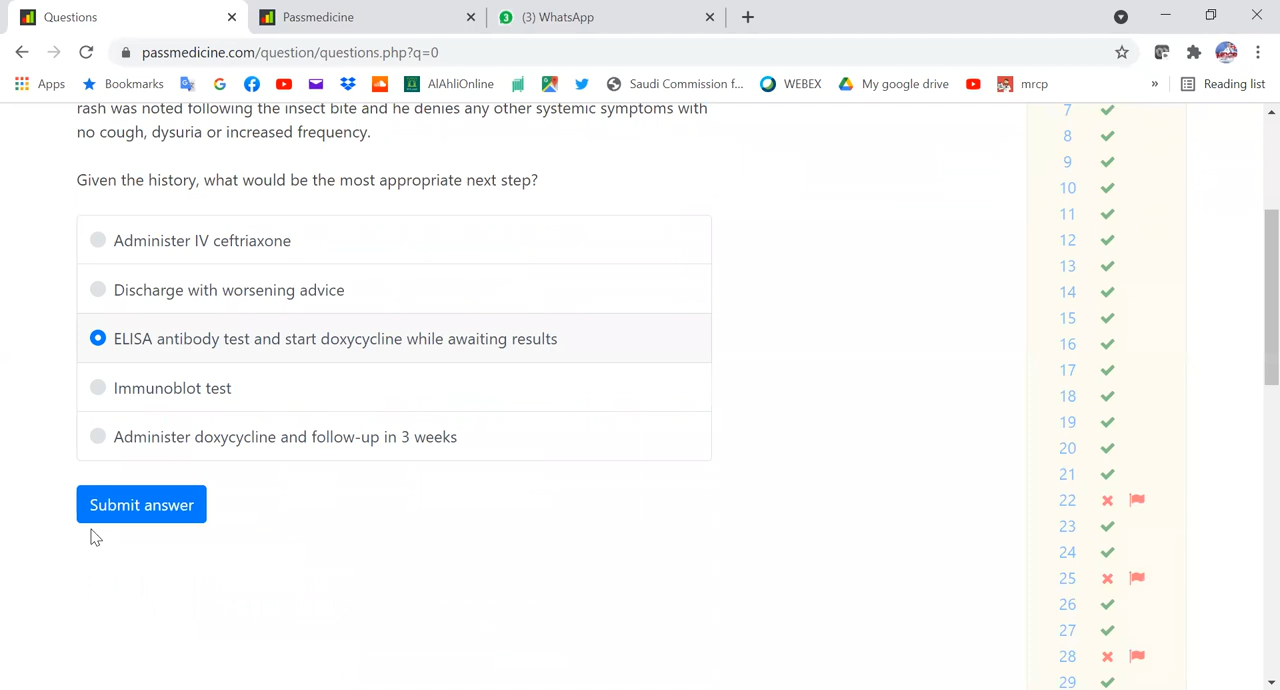 Questions
Passmedicine
3 (3) WhatsApp
passmedicine.com/question/questions.php?q=0
Apps Bookmarks AlAhliOnline Saudi Commission f... WEBEX My google drive mrcp » Reading list
rash was noted following the insect bite and he denies any other systemic symptoms with
no cough, dysuria or increased frequency.
Given the history, what would be the most appropriate next step?
Administer IV ceftriaxone
Discharge with worsening advice
ELISA antibody test and start doxycycline while awaiting results
Immunoblot test
Administer doxycycline and follow-up in 3 weeks
Submit answer
7
8
9
10
11
12
13
14
15
16
17
18
19
20
21
22
23
24
25
26
27
28
29